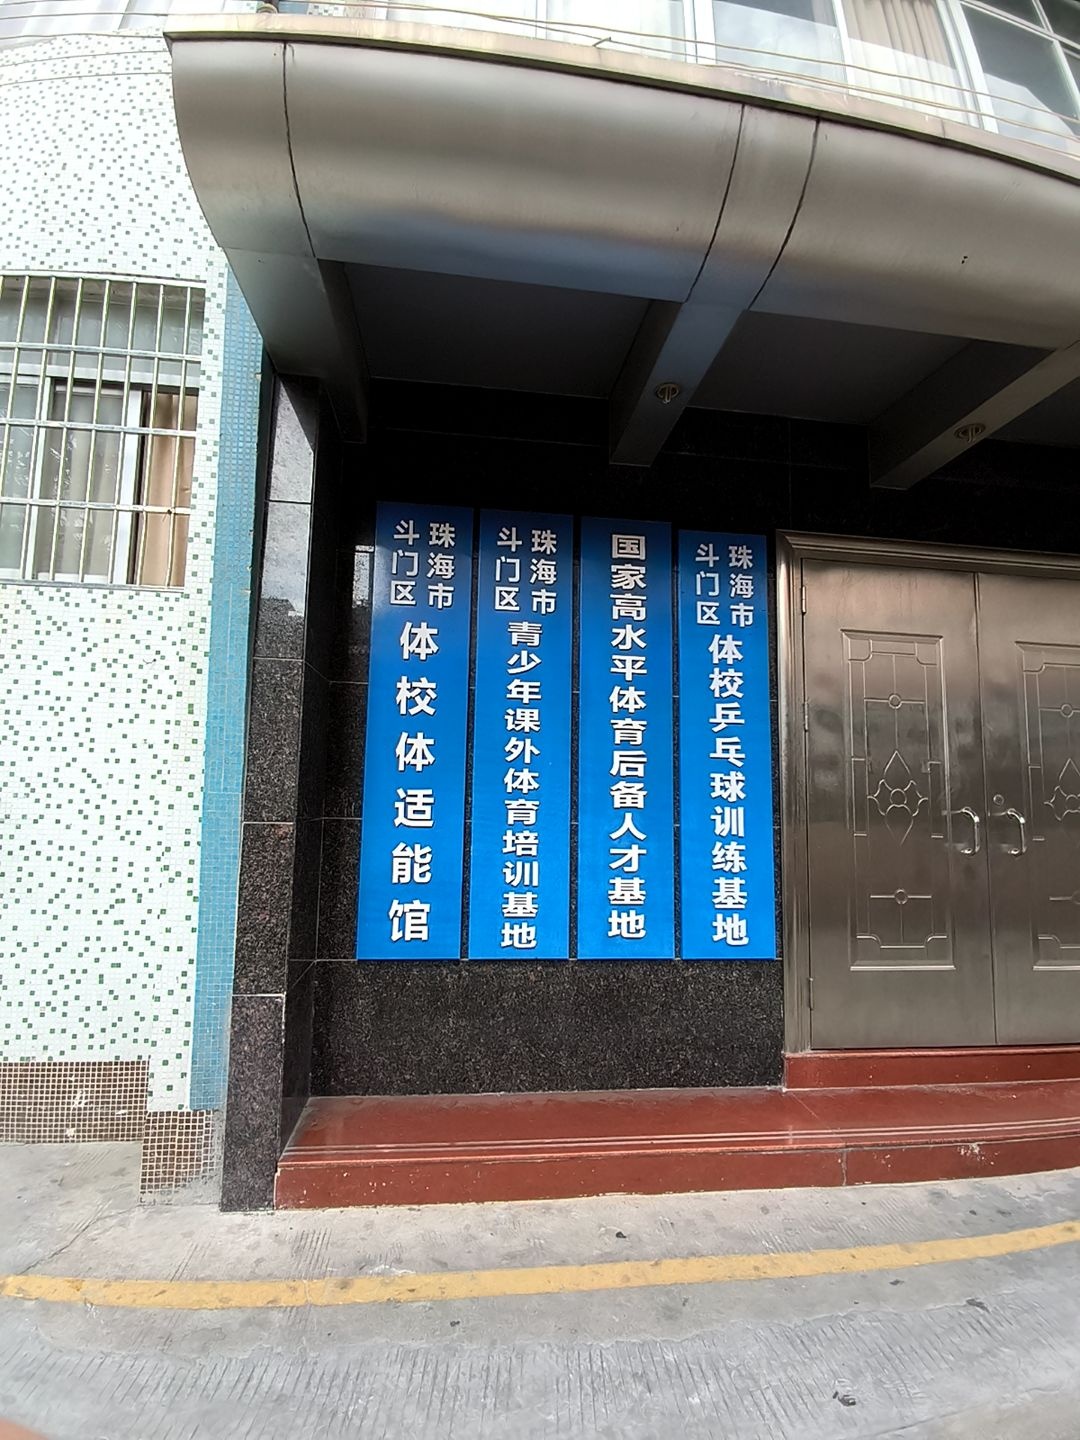 珠海市斗门区体校体适能馆
珠海市斗门区青少年课外体育培训基地
国家高水平体育后备人才基地
珠海市斗门区体校乒乓球训练基地